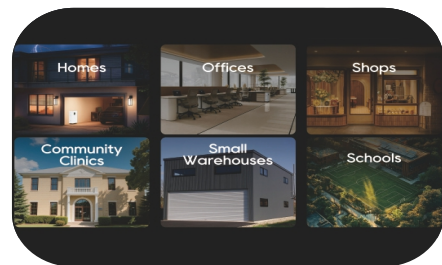 Homes
Offices
Shops
Community
Clinics
Small
Warehouses
Schools